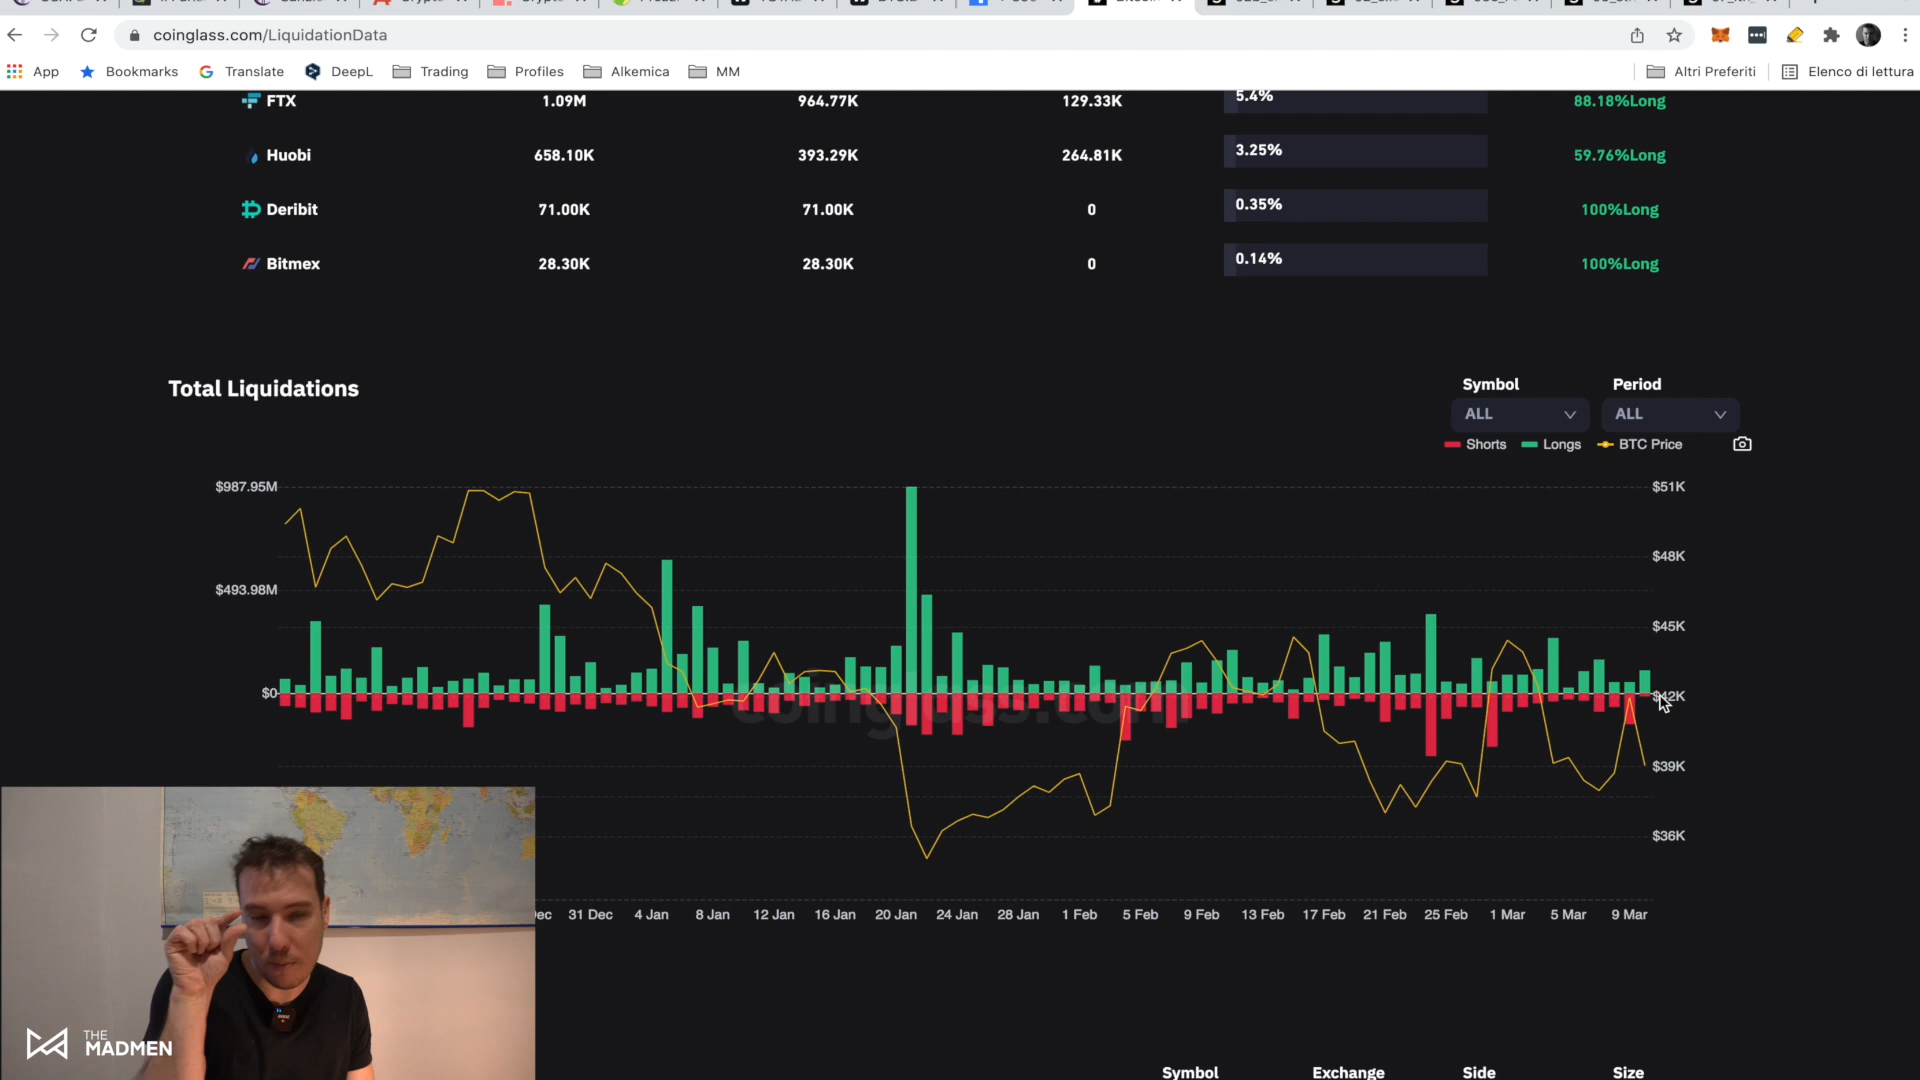 coinglass.com/LiquidationData
App Bookmarks Translate DeepL Trading Profiles Alkemica MM Altri Preferiti Elenco di lettura
FTX 1.09M 964.77K 129.33K 5.4% 88.18%Long
Huobi 658.10K 393.29K 264.81K 3.25% 59.76%Long
Deribit 71.00K 71.00K 0 0.35% 100%Long
Bitmex 28.30K 28.30K 0 0.14% 100%Long
Total Liquidations
Symbol Period
ALL ALL
Shorts Longs BTC Price
$987.95M $51K
$48K
$493.98M
$45K
$0
coinglass.com
$39K
$36K
31 Dec 4 Jan 8 Jan 12 Jan 16 Jan 20 Jan 24 Jan 28 Jan 1 Feb 5 Feb 9 Feb 13 Feb 17 Feb 21 Feb 25 Feb 1 Mar 5 Mar 9 Mar
THE
MADMEN
Symbol Exchange Side Size